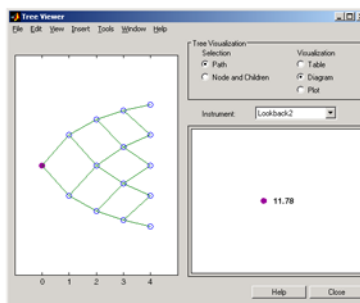 Tree Viewer
File Edit View Insert Tools Window Help
Tree Visualization
Selection
Visualization
Path
Table
Node and Children
Diagram
Plot
Instrument
Lookback2
11.78
0 1 2 3 4
Help
Close